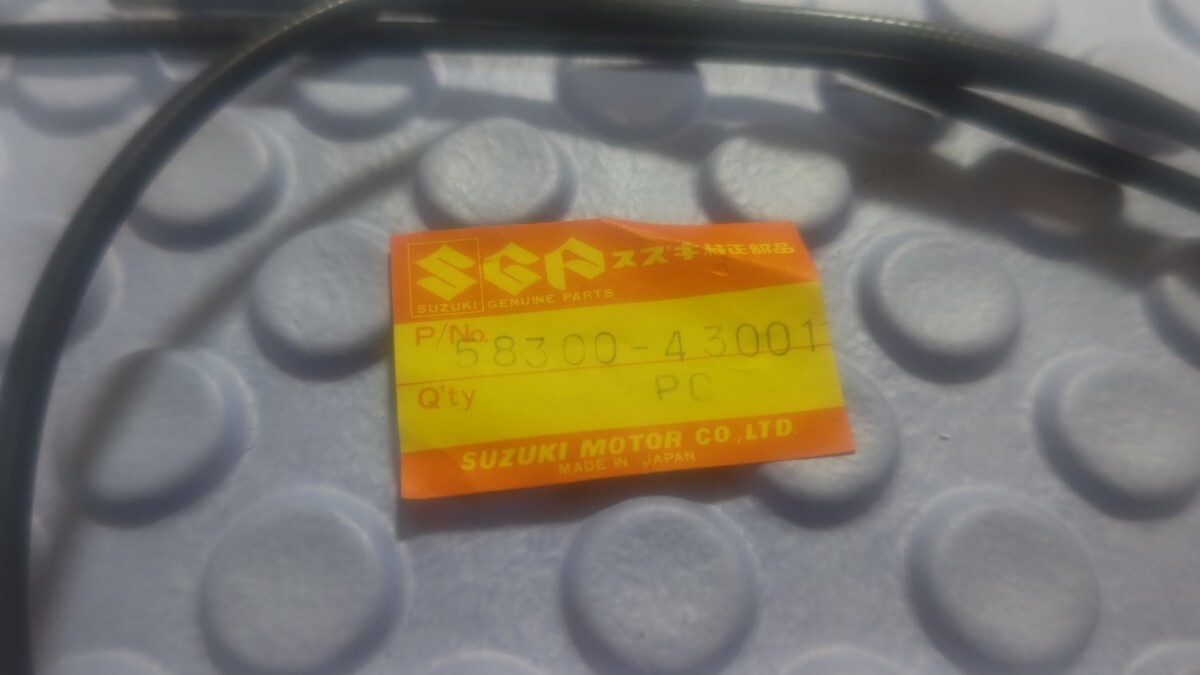 SGP スズキ純正部品
SUZUKI GENUINE PARTS
P/No. 58300-43001
Q'ty PC
SUZUKI MOTOR CO.,LTD.
MADE IN JAPAN